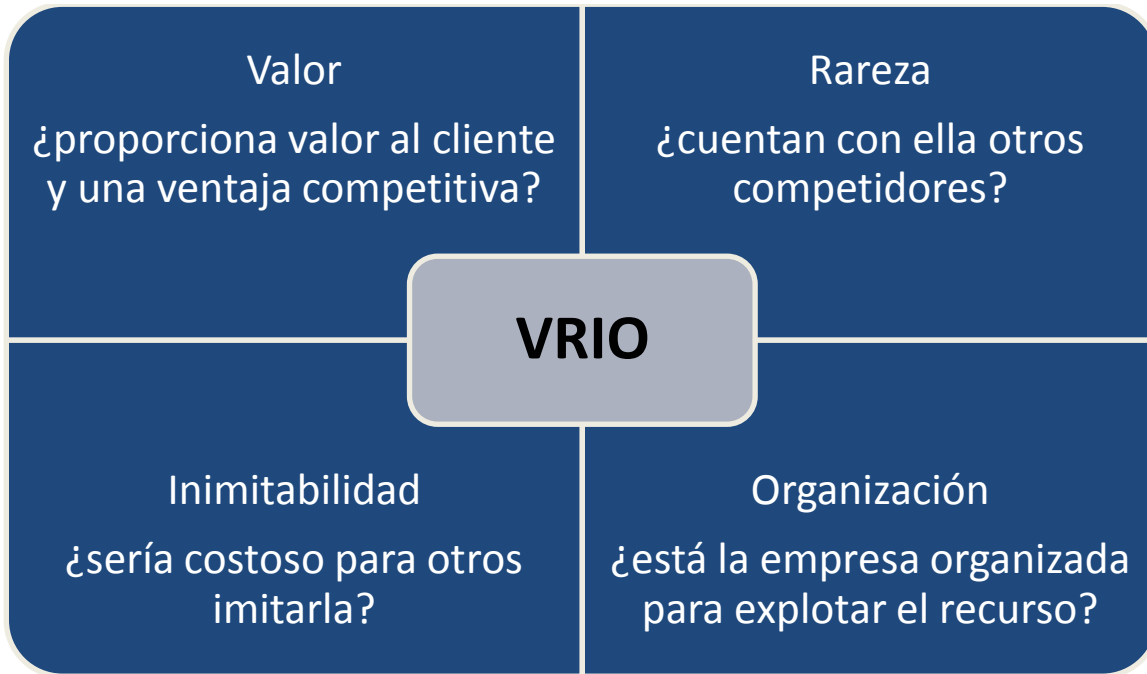 Valor
¿proporciona valor al cliente
y una ventaja competitiva?
Rareza
¿cuentan con ella otros
competidores?
VRIO
Inimitabilidad
¿sería costoso para otros
imitarla?
Organización
¿está la empresa organizada
para explotar el recurso?